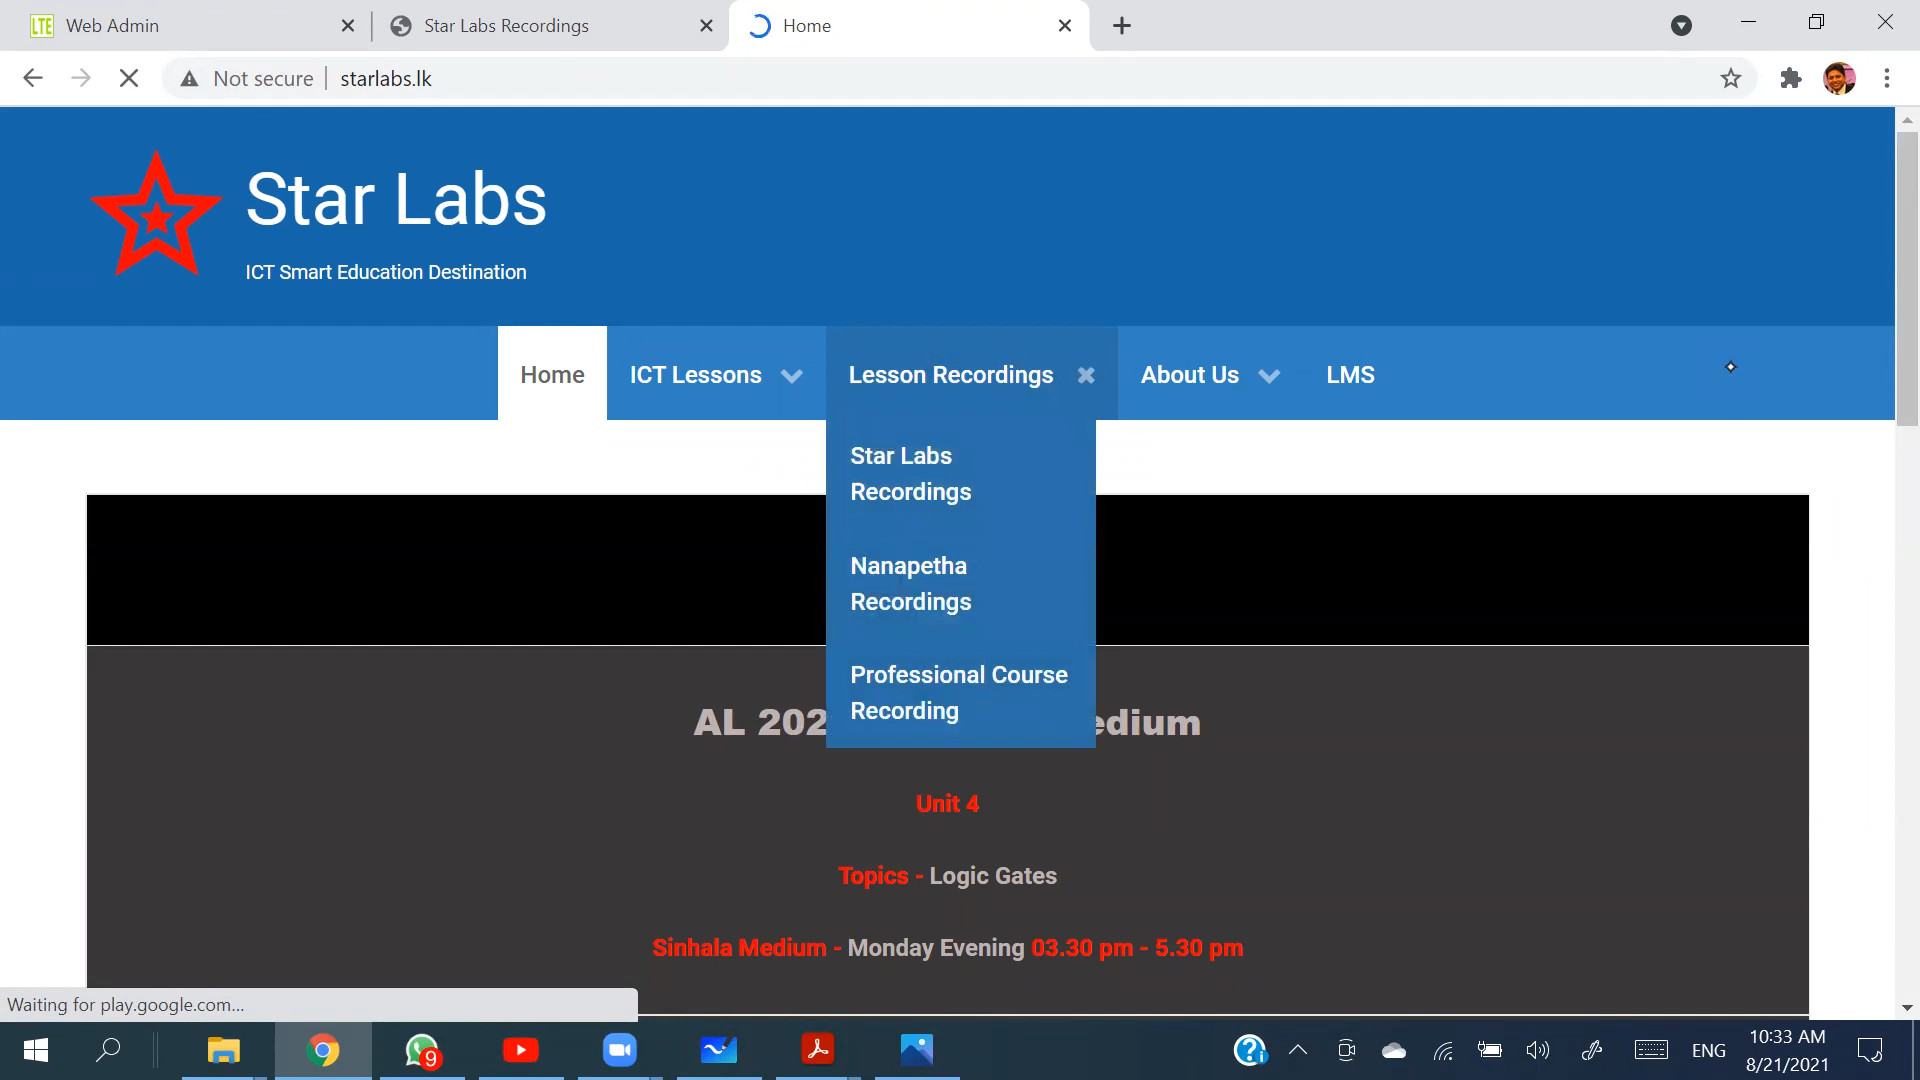 Web Admin
Star Labs Recordings
Home
Not secure
starlabs.lk
Star Labs
ICT Smart Education Destination
Home
ICT Lessons
Lesson Recordings
About Us
LMS
Star Labs
Recordings
Nanapetha
Recordings
Professional Course
Recording
AL
Unit 4
Topics - Logic Gates
Sinhala Medium - Monday Evening 03.30 pm - 5.30 pm
Waiting for play.google.com...
9
ENG
10:33 AM
8/21/2021